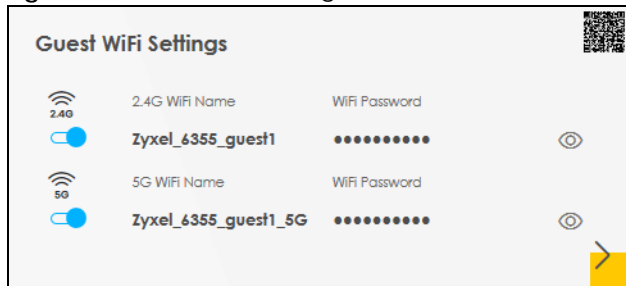 Guest WiFi Settings
2.4G WiFi Name WiFi Password
2.4G
Zyxel_6355_guest1 ●●●●●●●●●●
5G WiFi Name WiFi Password
5G
Zyxel_6355_guest1_5G ●●●●●●●●●●